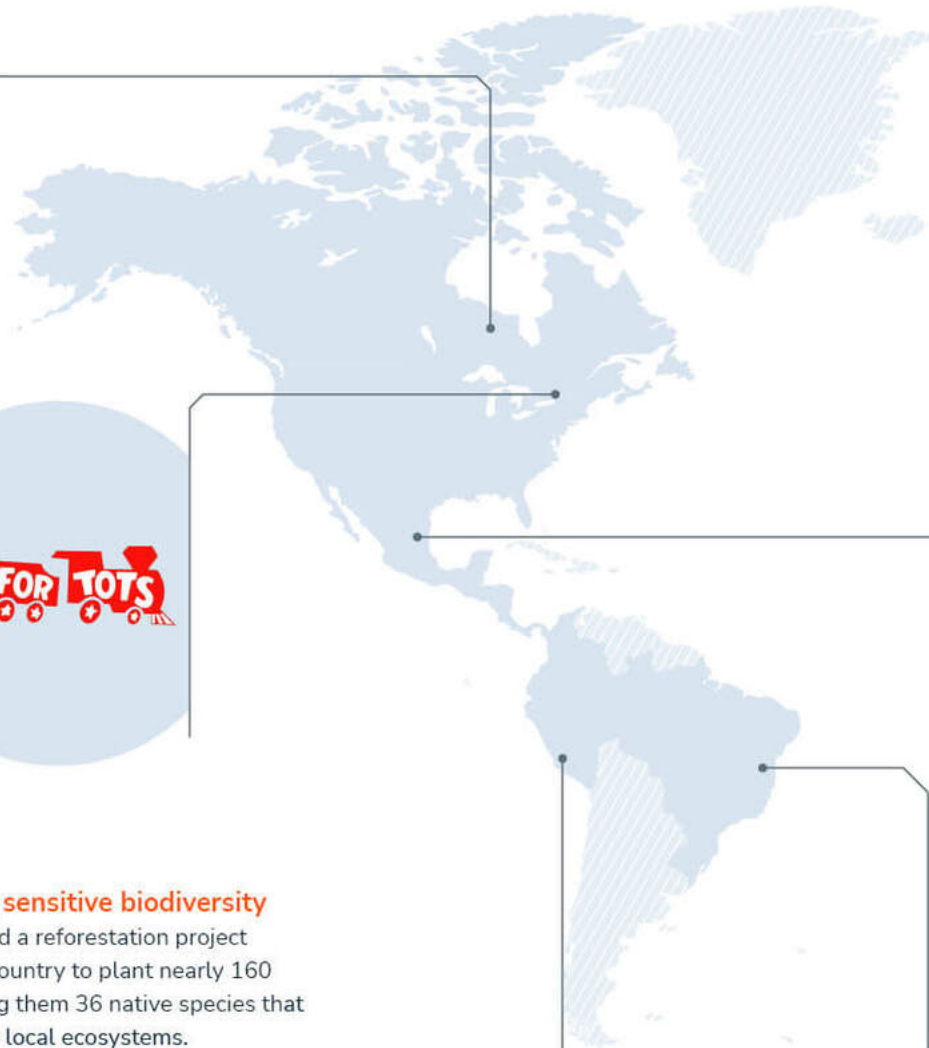 FOR TOTS
sensitive biodiversity
d a reforestation project
ountry to plant nearly 160
g them 36 native species that
local ecosystems.